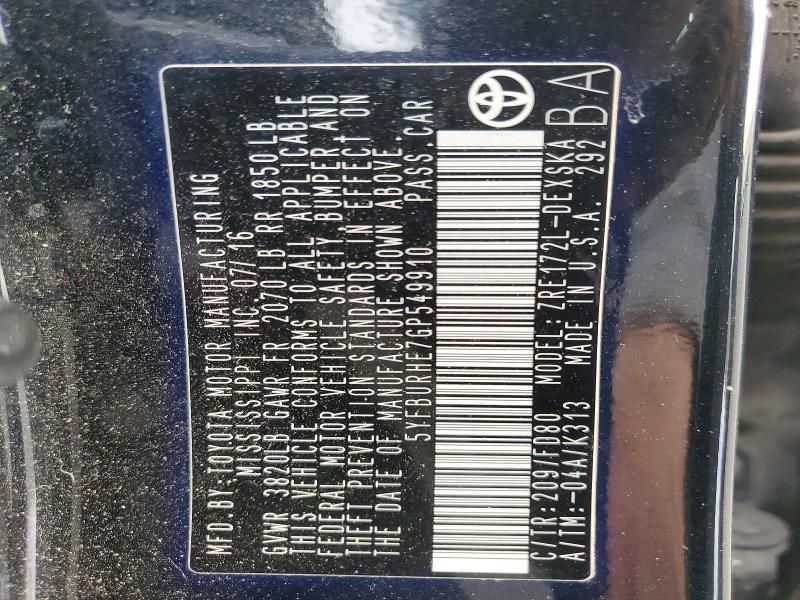 MFD BY:TOYOTA MOTOR MANUFACTURING
MISSISSIPPI INC 07/16
GVWR 3820LB GAWR FR 2070 LB RR 1850 LB
THIS VEHICLE CONFORMS TO ALL APPLICABLE
FEDERAL MOTOR VEHICLE SAFETY, BUMPER AND
THEFT PREVENTION STANDARDS IN EFFECT ON
THE DATE OF MANUFACTURE SHOWN ABOVE.
5YFBURHE7GP549910 PASS.CAR
C/TR:209/FD80 MODEL:ZRE172L-DEXSKA
A/TM:-04A/K313 MADE IN U.S.A. 292
BA